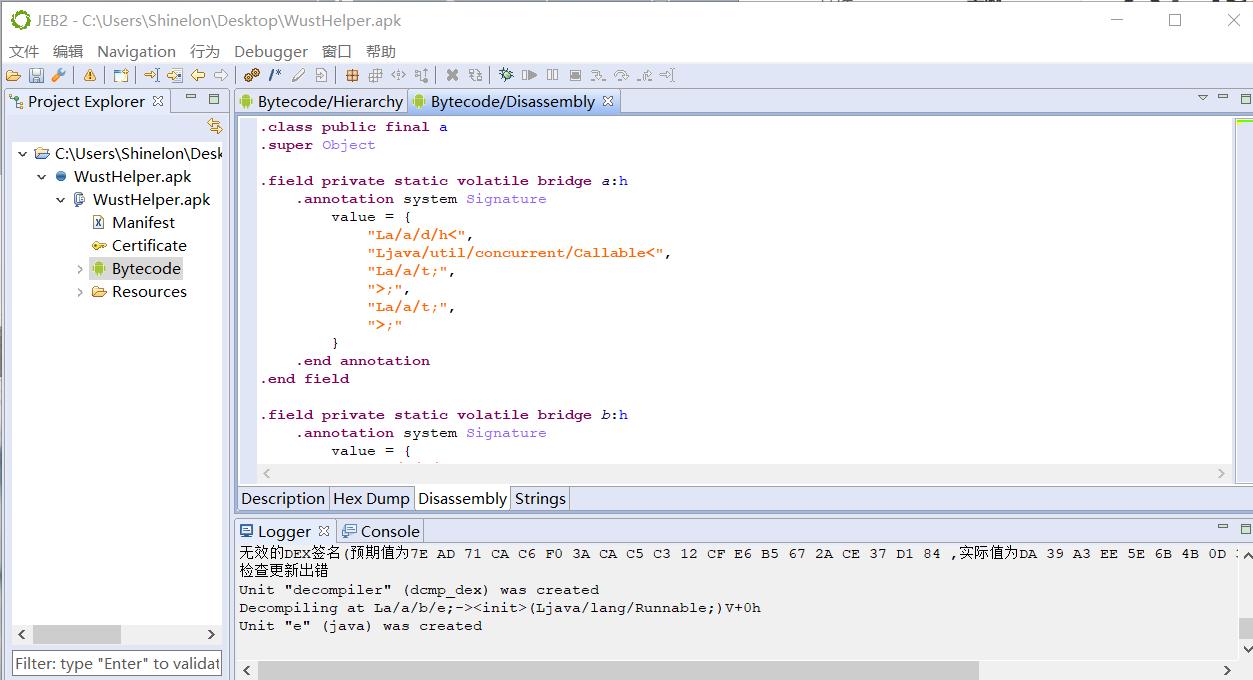 JEB2 - C:\Users\Shinelon\Desktop\WustHelper.apk
文件 编辑 Navigation 行为 Debugger 窗口 帮助
Project Explorer
Bytecode/Hierarchy Bytecode/Disassembly
C:\Users\Shinelon\Desk
WustHelper.apk
WustHelper.apk
Manifest
Certificate
Bytecode
Resources
Filter: type "Enter" to validat
.class public final a
.super Object
.field private static volatile bridge a:h
.annotation system Signature
value = {
"La/a/d/h<",
"Ljava/util/concurrent/Callable<",
"La/a/t;",
">;",
"La/a/t;",
">;"
}
.end annotation
.end field
.field private static volatile bridge b:h
.annotation system Signature
value = {
Description Hex Dump Disassembly Strings
Logger Console
无效的DEX签名(预期值为7E AD 71 CA C6 F0 3A CA C5 C3 12 CF E6 B5 67 2A CE 37 D1 84 ,实际值为DA 39 A3 EE 5E 6B 4B 0D
检查更新出错
Unit "decompiler" (dcmp_dex) was created
Decompiling at La/a/b/e;-><init>(Ljava/lang/Runnable;)V+0h
Unit "e" (java) was created